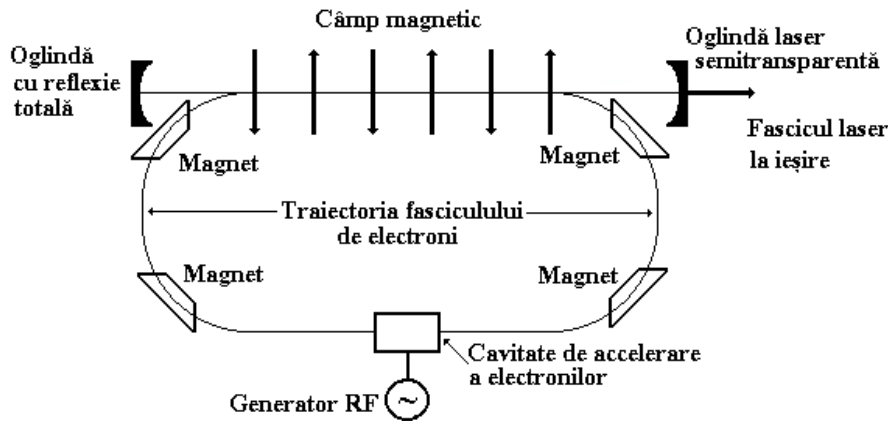 Câmp magnetic
Oglindă
cu reflexie
totală
Oglindă laser
semitransparentă
Fascicul laser
la ieșire
Magnet
Magnet
Traiectoria fasciculului
de electroni
Magnet
Magnet
Cavitate de accelerare
a electronilor
Generator RF
~